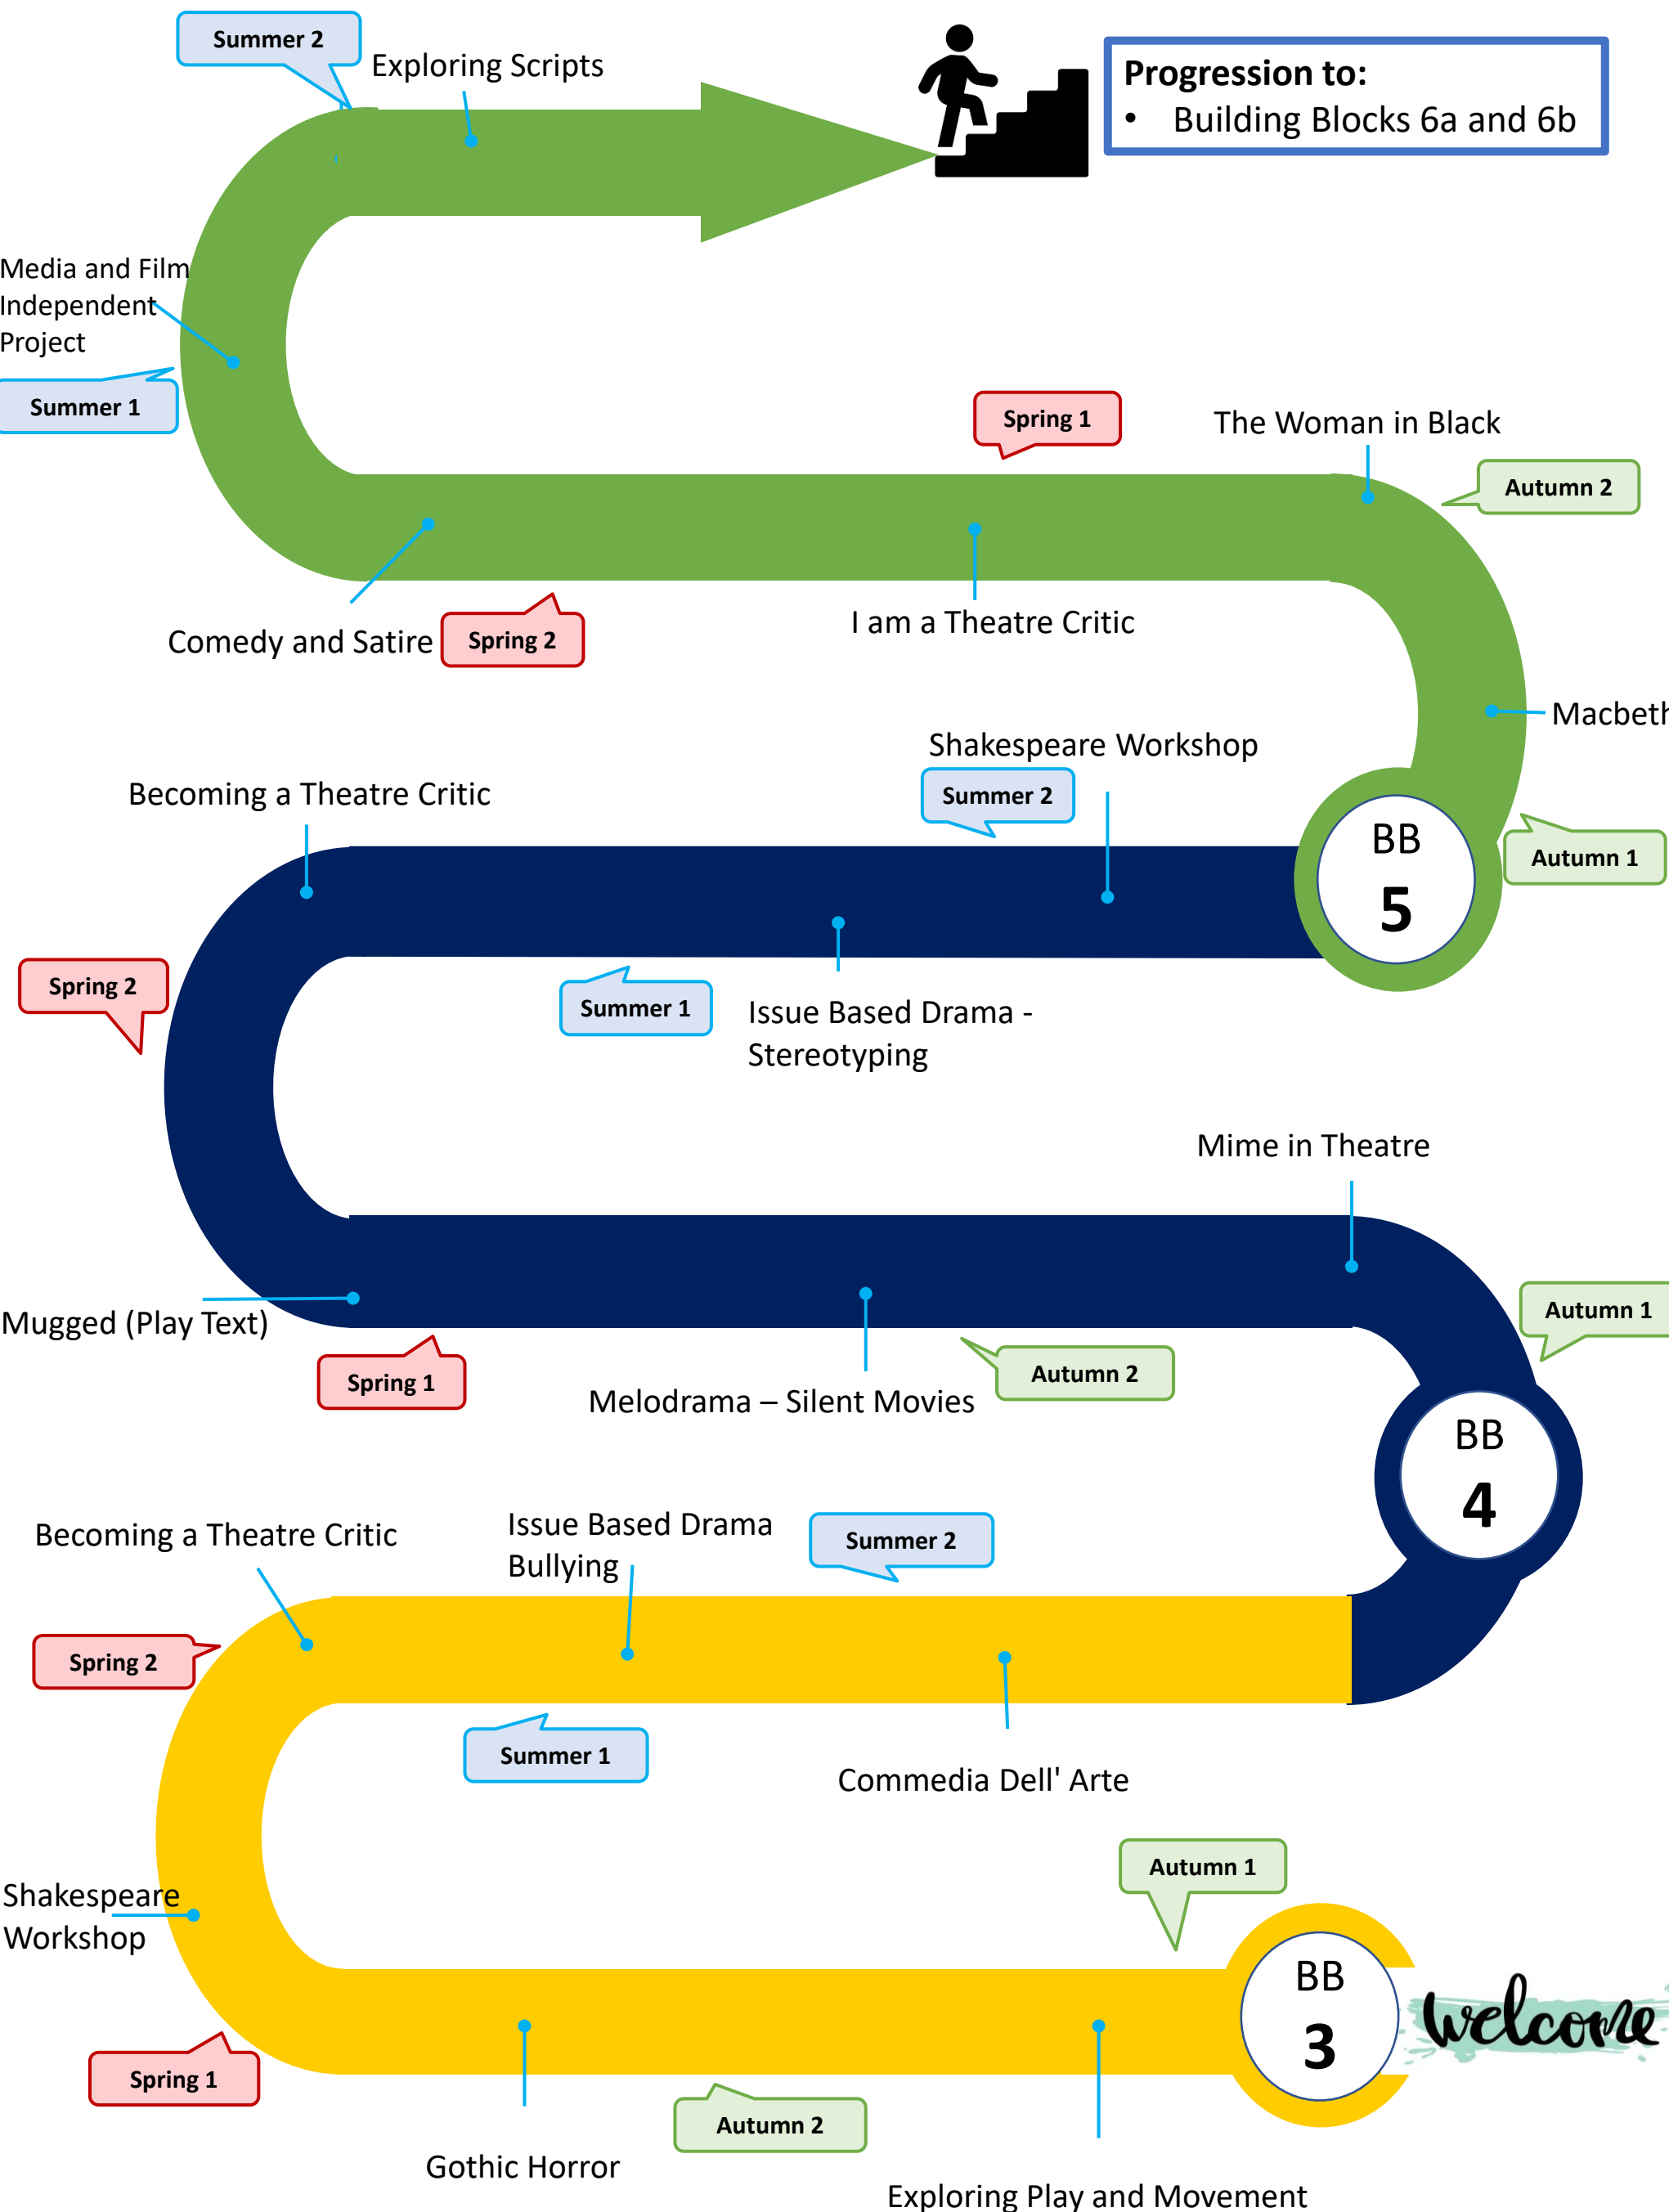 Summer 2
Exploring Scripts
Progression to:
• Building Blocks 6a and 6b
Media and Film
Independent
Project
Summer 1
Spring 1
The Woman in Black
Autumn 2
Comedy and Satire
Spring 2
I am a Theatre Critic
Macbeth
Shakespeare Workshop
Summer 2
Becoming a Theatre Critic
BB
5
Autumn 1
Spring 2
Summer 1
Issue Based Drama -
Stereotyping
Mime in Theatre
Autumn 1
Mugged (Play Text)
Spring 1
Melodrama – Silent Movies
Autumn 2
BB
4
Becoming a Theatre Critic
Issue Based Drama
Bullying
Summer 2
Spring 2
Summer 1
Commedia Dell' Arte
Autumn 1
Shakespeare
Workshop
BB
3
welcome
Spring 1
Autumn 2
Gothic Horror
Exploring Play and Movement